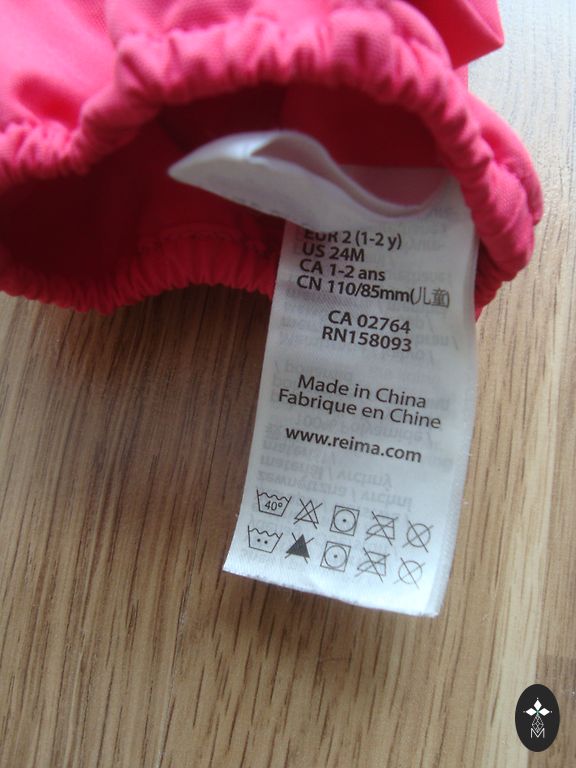 EUR 2 (1-2 y)
US 24M
CA 1-2 ans
CN 110/85mm(儿童)
CA 02764
RN158093
Made in China
Fabrique en Chine
www.reima.com
40°
M